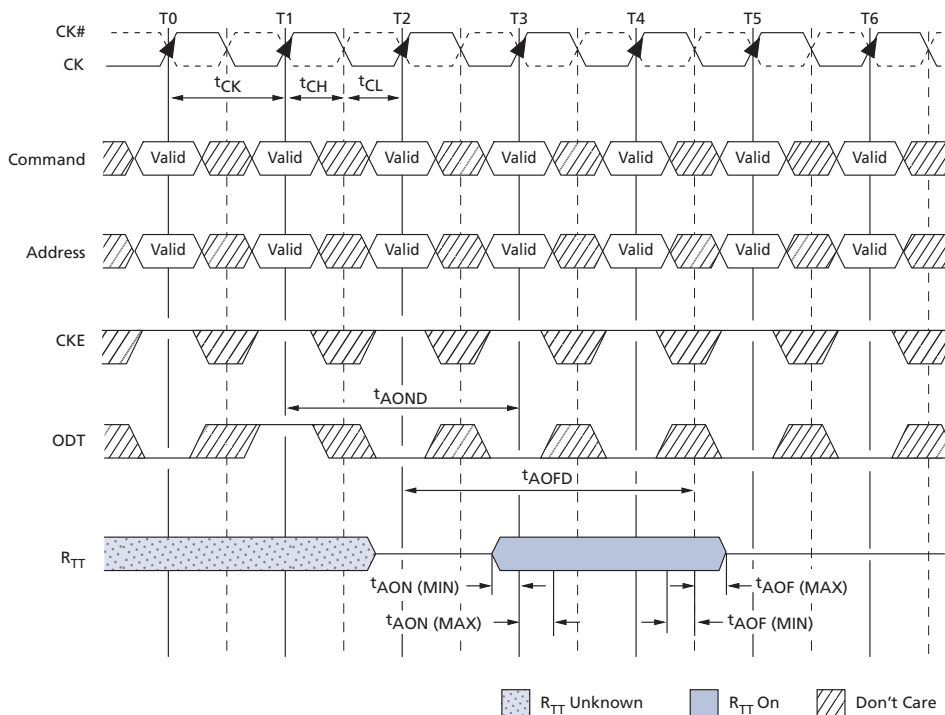 T0 T1 T2 T3 T4 T5 T6
CK#
CK
tCK tCH tCL
Command Valid Valid Valid Valid Valid Valid Valid
Address Valid Valid Valid Valid Valid Valid Valid
CKE
tAOND
ODT
tAOFD
RTT
tAON (MIN) tAOF (MAX)
tAON (MAX) tAOF (MIN)
RTT Unknown RTT On Don't Care